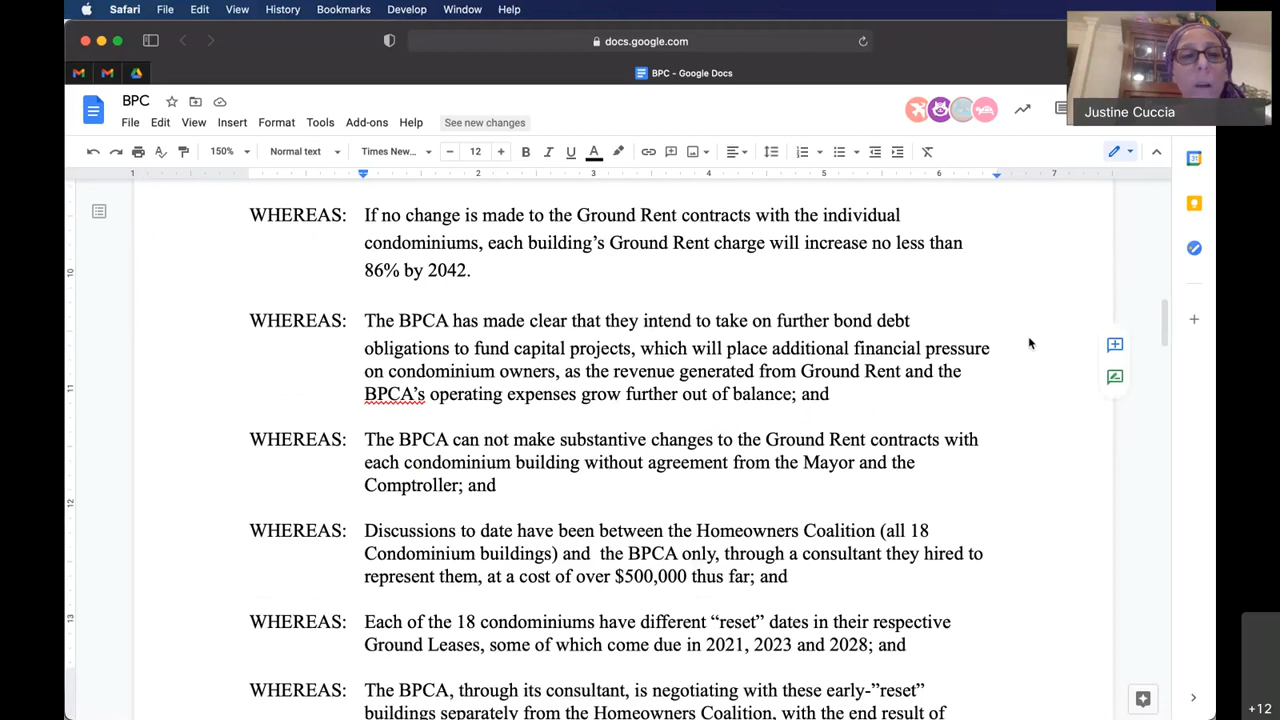 Safari File Edit View History Bookmarks Develop Window Help
docs.google.com
BPC - Google Docs
Justine Cuccia
BPC
File Edit View Insert Format Tools Add-ons Help See new changes
150% Normal text Times New... 12 B I U A
1 2 3 4 5 6 7
WHEREAS: If no change is made to the Ground Rent contracts with the individual
condominiums, each building’s Ground Rent charge will increase no less than
86% by 2042.
10
WHEREAS: The BPCA has made clear that they intend to take on further bond debt
obligations to fund capital projects, which will place additional financial pressure
on condominium owners, as the revenue generated from Ground Rent and the
11
BPCA’s operating expenses grow further out of balance; and
WHEREAS: The BPCA can not make substantive changes to the Ground Rent contracts with
each condominium building without agreement from the Mayor and the
Comptroller; and
12
WHEREAS: Discussions to date have been between the Homeowners Coalition (all 18
Condominium buildings) and the BPCA only, through a consultant they hired to
represent them, at a cost of over $500,000 thus far; and
13
WHEREAS: Each of the 18 condominiums have different “reset” dates in their respective
Ground Leases, some of which come due in 2021, 2023 and 2028; and
WHEREAS: The BPCA, through its consultant, is negotiating with these early-”reset”
buildings separately from the Homeowners Coalition, with the end result of
+12